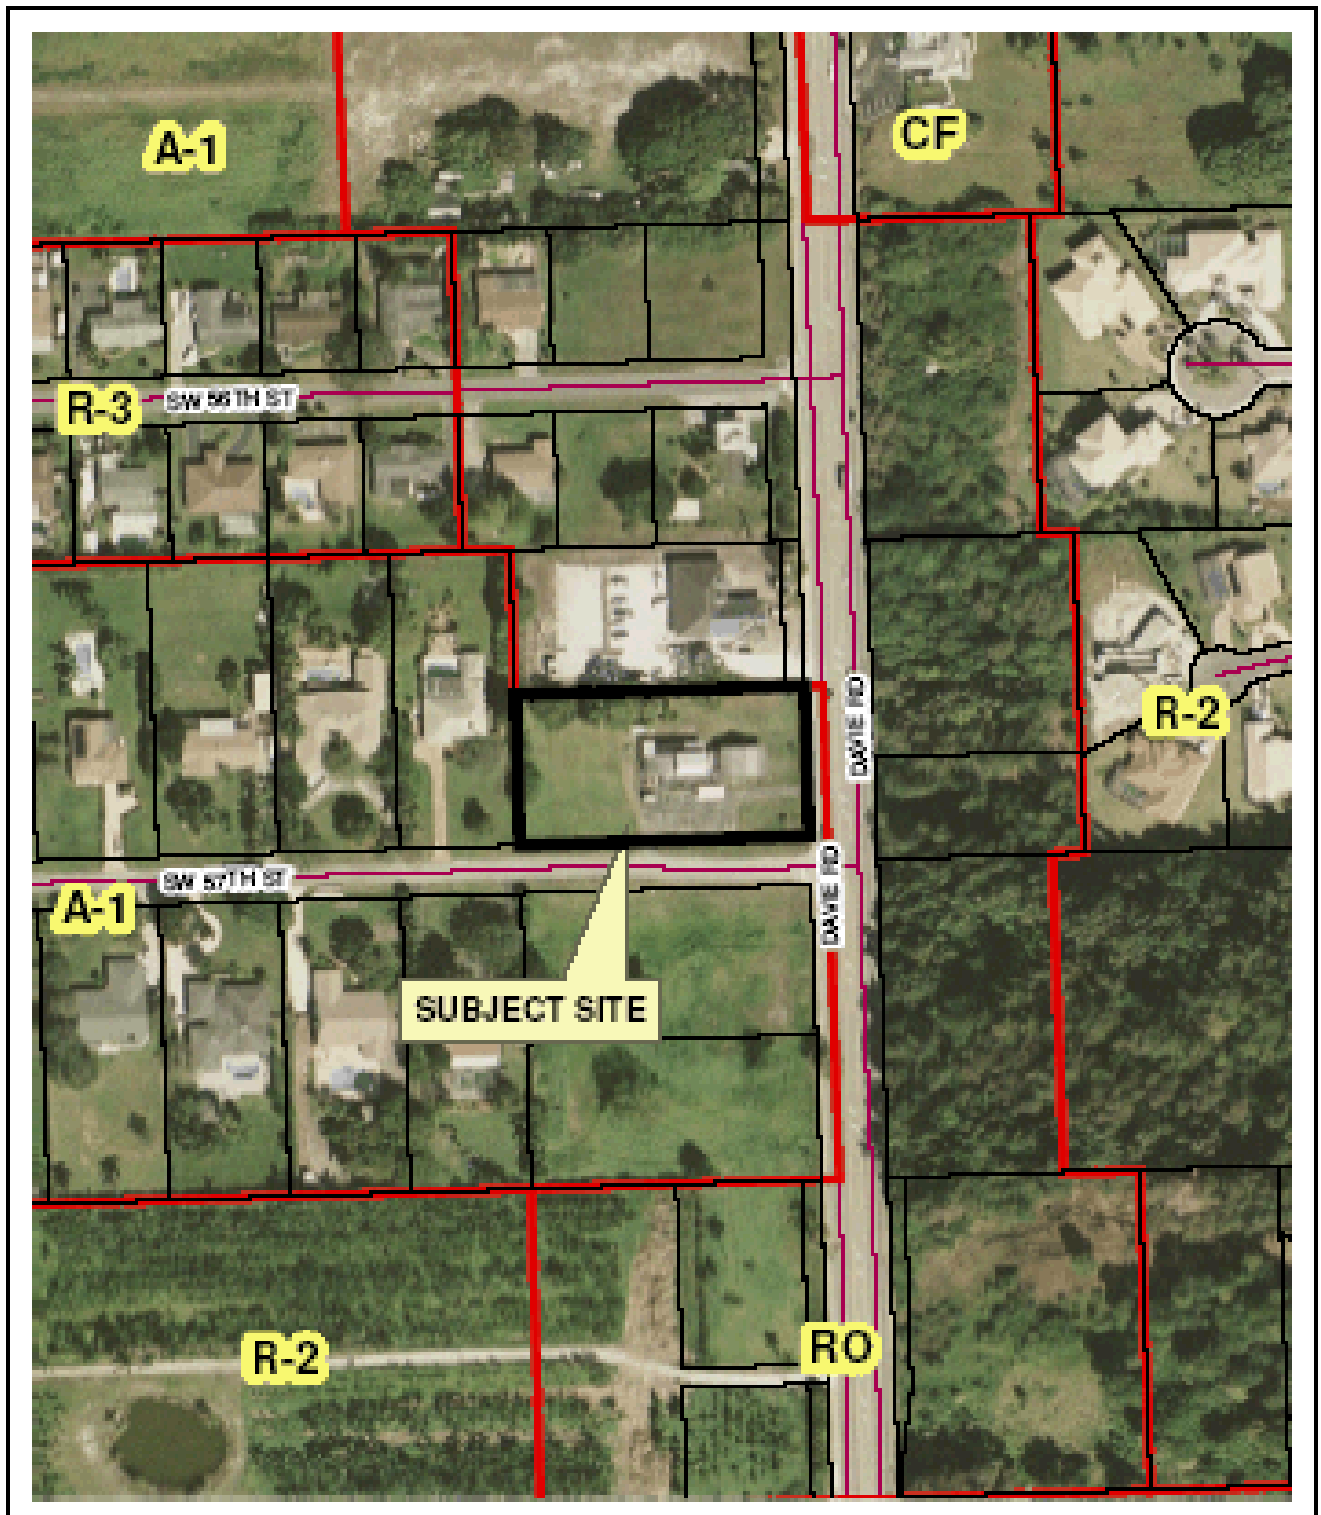 A-1
CF
R-3
SW 56TH ST
DAVIE RD
R-2
DAVIE RD
SW 57TH ST
A-1
SUBJECT SITE
R-2
RO